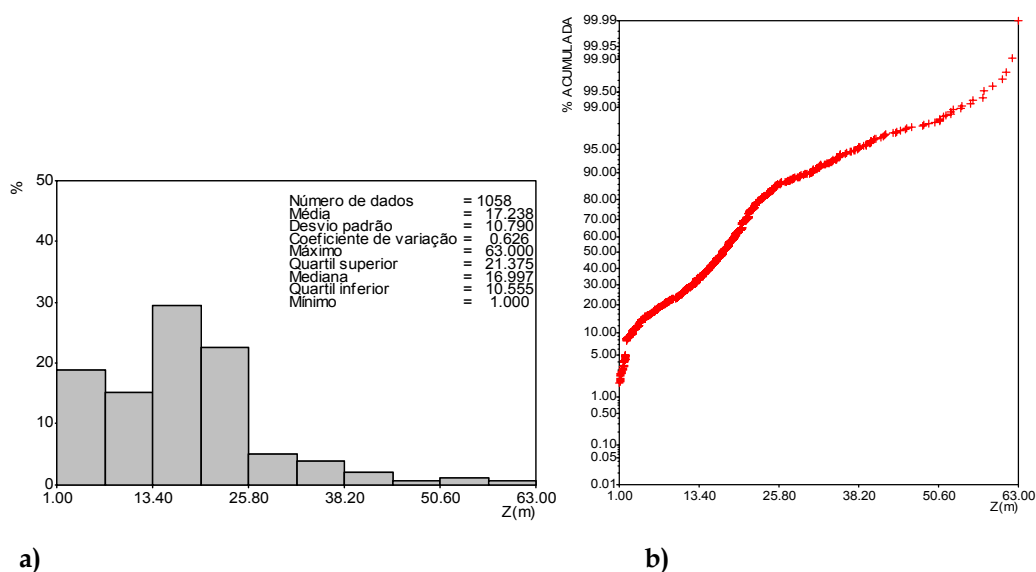 %
50
40
30
20
10
0
Número de dados = 1058
Média = 17.238
Desvio padrão = 10.790
Coeficiente de variação = 0.626
Máximo = 63.000
Quartil superior = 21.375
Mediana = 16.997
Quartil inferior = 10.555
Mínimo = 1.000
1.00 13.40 25.80 38.20 50.60 63.00
Z(m)
a)
% ACUMULADA
99.99
99.95
99.90
99.50
99.00
95.00
90.00
80.00
70.00
60.00
50.00
40.00
30.00
20.00
10.00
5.00
1.00
0.50
0.10
0.05
0.01
1.00 13.40 25.80 38.20 50.60 63.00
Z(m)
b)